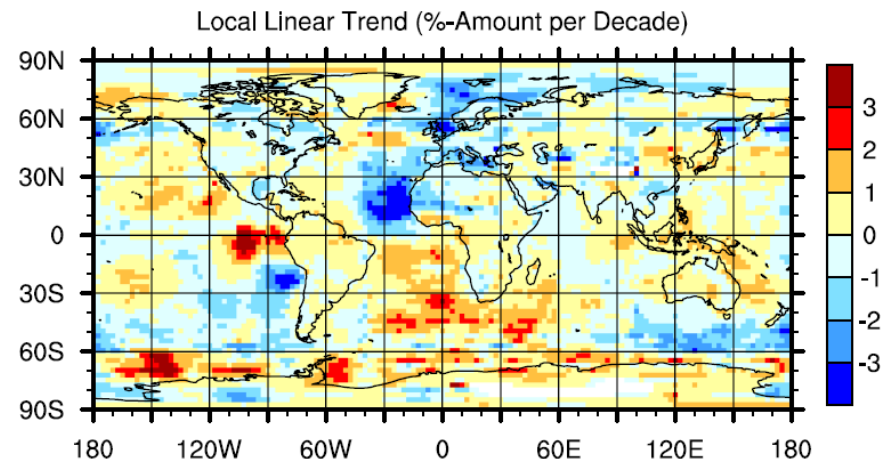 Local Linear Trend (%-Amount per Decade)
90N
60N
30N
0
30S
60S
90S
180 120W 60W 0 60E 120E 180
3
2
1
0
-1
-2
-3